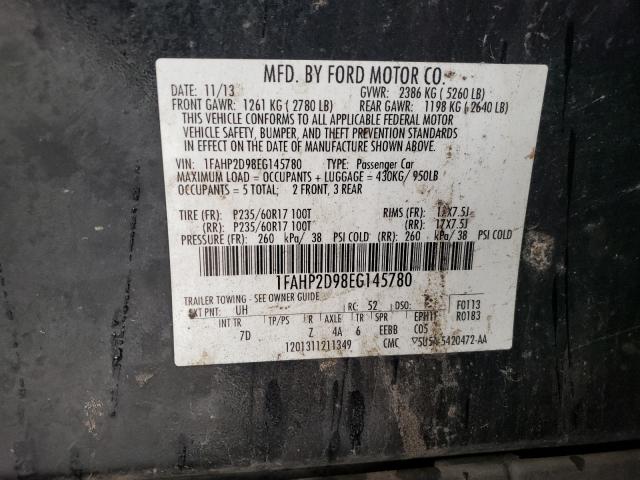 MFD. BY FORD MOTOR CO.
DATE: 11/13 GVWR: 2386 KG ( 5260 LB)
FRONT GAWR: 1261 KG ( 2780 LB) REAR GAWR: 1198 KG ( 2640 LB)
THIS VEHICLE CONFORMS TO ALL APPLICABLE FEDERAL MOTOR
VEHICLE SAFETY, BUMPER, AND THEFT PREVENTION STANDARDS
IN EFFECT ON THE DATE OF MANUFACTURE SHOWN ABOVE.
VIN: 1FAHP2D98EG145780 TYPE: Passenger Car
MAXIMUM LOAD = OCCUPANTS + LUGGAGE = 430KG/ 950LB
OCCUPANTS = 5 TOTAL; 2 FRONT, 3 REAR
TIRE (FR): P235/60R17 100T RIMS (FR): 17X7.5J
(RR): P235/60R17 100T (RR): 17X7.5J
PRESSURE (FR): 260 kPa/ 38 PSI COLD (RR): 260 kPa/ 38 PSI COLD
1FAHP2D98EG145780
TRAILER TOWING - SEE OWNER GUIDE
EXT PNT: UH RC: 52 DSO: F0113
INT TR TP/PS R AXLE TR SPR EPH11 R0183
7D Z 4A 6 EEBB C05
1201311211349 CMC 5420472-AA